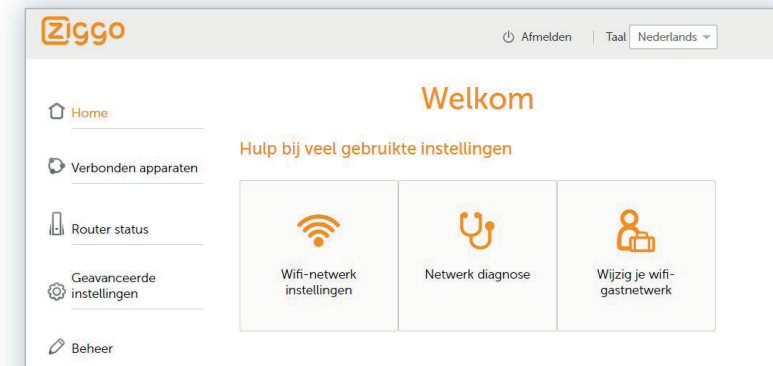 Ziggo
Afmelden
Taal Nederlands
Welkom
Home
Hulp bij veel gebruikte instellingen
Verbonden apparaten
Router status
Geavanceerde
instellingen
Beheer
Wifi-netwerk
instellingen
Netwerk diagnose
Wijzig je wifi-
gastnetwerk